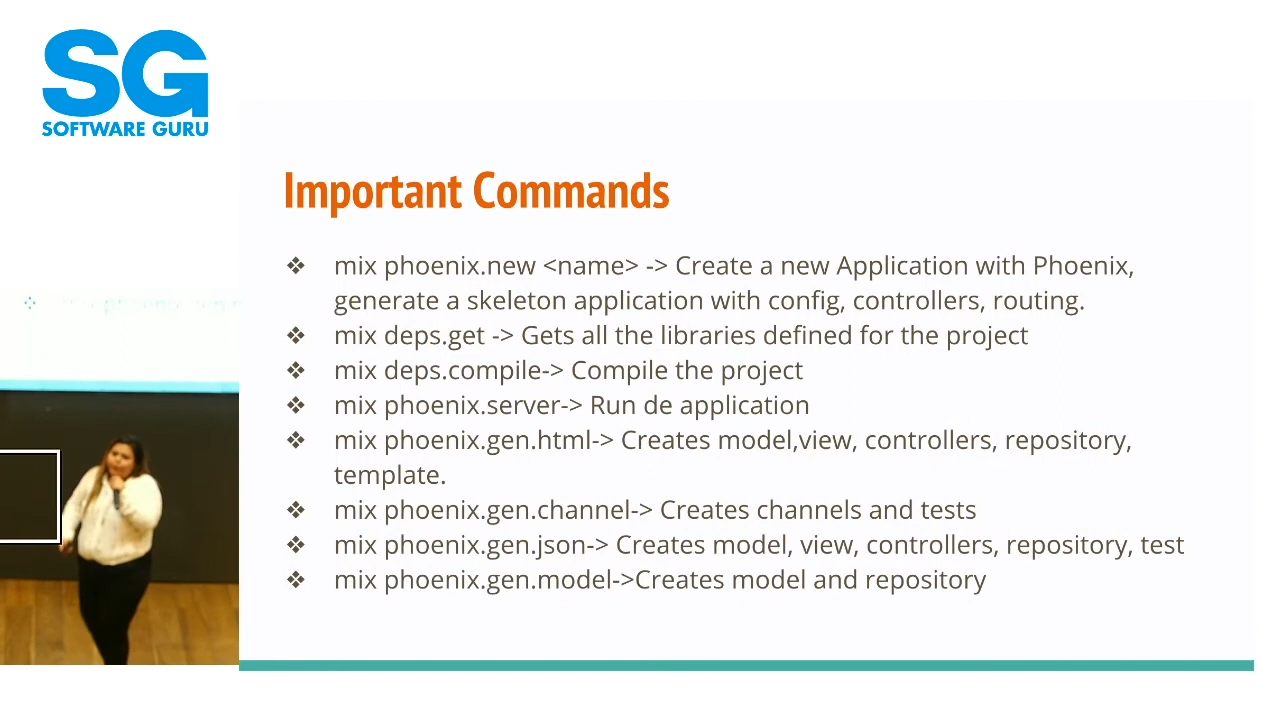 SG
SOFTWARE GURU
Important Commands
❖ mix phoenix.new <name> -> Create a new Application with Phoenix,
generate a skeleton application with config, controllers, routing.
❖ mix deps.get -> Gets all the libraries defined for the project
❖ mix deps.compile-> Compile the project
❖ mix phoenix.server-> Run de application
❖ mix phoenix.gen.html-> Creates model,view, controllers, repository,
template.
❖ mix phoenix.gen.channel-> Creates channels and tests
❖ mix phoenix.gen.json-> Creates model, view, controllers, repository, test
❖ mix phoenix.gen.model->Creates model and repository